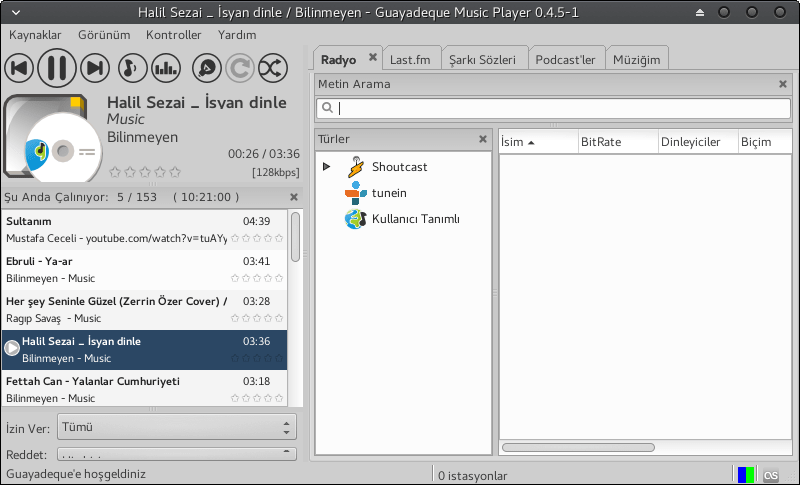 Halil Sezai _ İsyan dinle / Bilinmeyen - Guayadeque Music Player 0.4.5-1
Kaynaklar Görünüm Kontroller Yardım
Halil Sezai _ İsyan dinle
Music
Bilinmeyen
00:26 / 03:36
[128kbps]
Şu Anda Çalınıyor: 5 / 153 ( 10:21:00 )
Sultanım 04:39
Mustafa Ceceli - youtube.com/watch?v=tuAYy
Ebruli - Ya-ar 03:41
Bilinmeyen - Music
Her şey Seninle Güzel (Zerrin Özer Cover) / 03:28
Ragıp Savaş - Music
Halil Sezai _ İsyan dinle 03:36
Bilinmeyen - Music
Fettah Can - Yalanlar Cumhuriyeti 03:18
Bilinmeyen - Music
İzin Ver: Tümü
Reddet:
Radyo Last.fm Şarkı Sözleri Podcast'ler Müziğim
Metin Arama
Türler
Shoutcast
tunein
Kullanıcı Tanımlı
İsim BitRate Dinleyiciler Biçim
Guayadeque'e hoşgeldiniz
0 istasyonlar